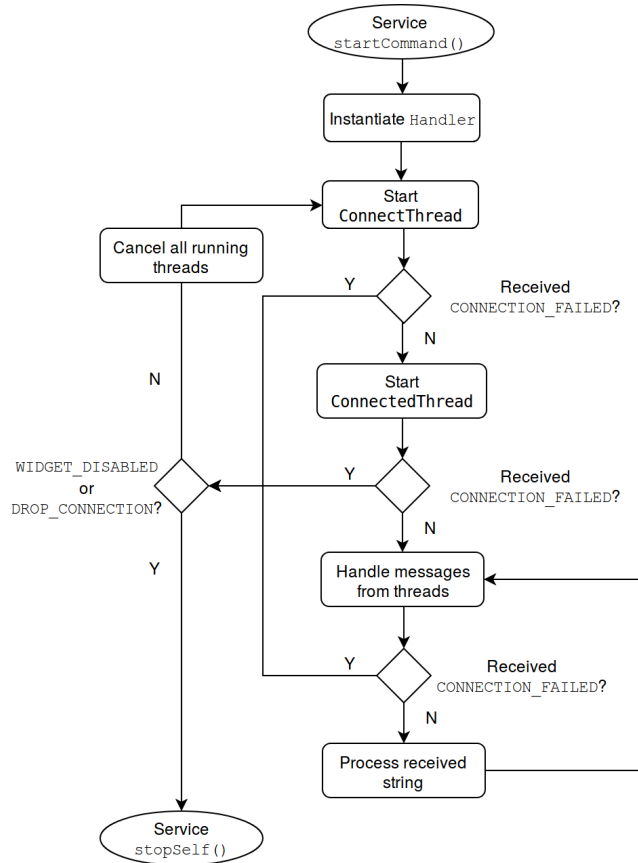 Service
startCommand()
Instantiate Handler
Start
ConnectThread
Cancel all running
threads
Y
Received
CONNECTION_FAILED?
N
Start
ConnectedThread
N
WIDGET_DISABLED
or
DROP_CONNECTION?
Y
Received
CONNECTION_FAILED?
N
Y
Handle messages
from threads
Y
Received
CONNECTION_FAILED?
N
Process received
string
Service
stopSelf()